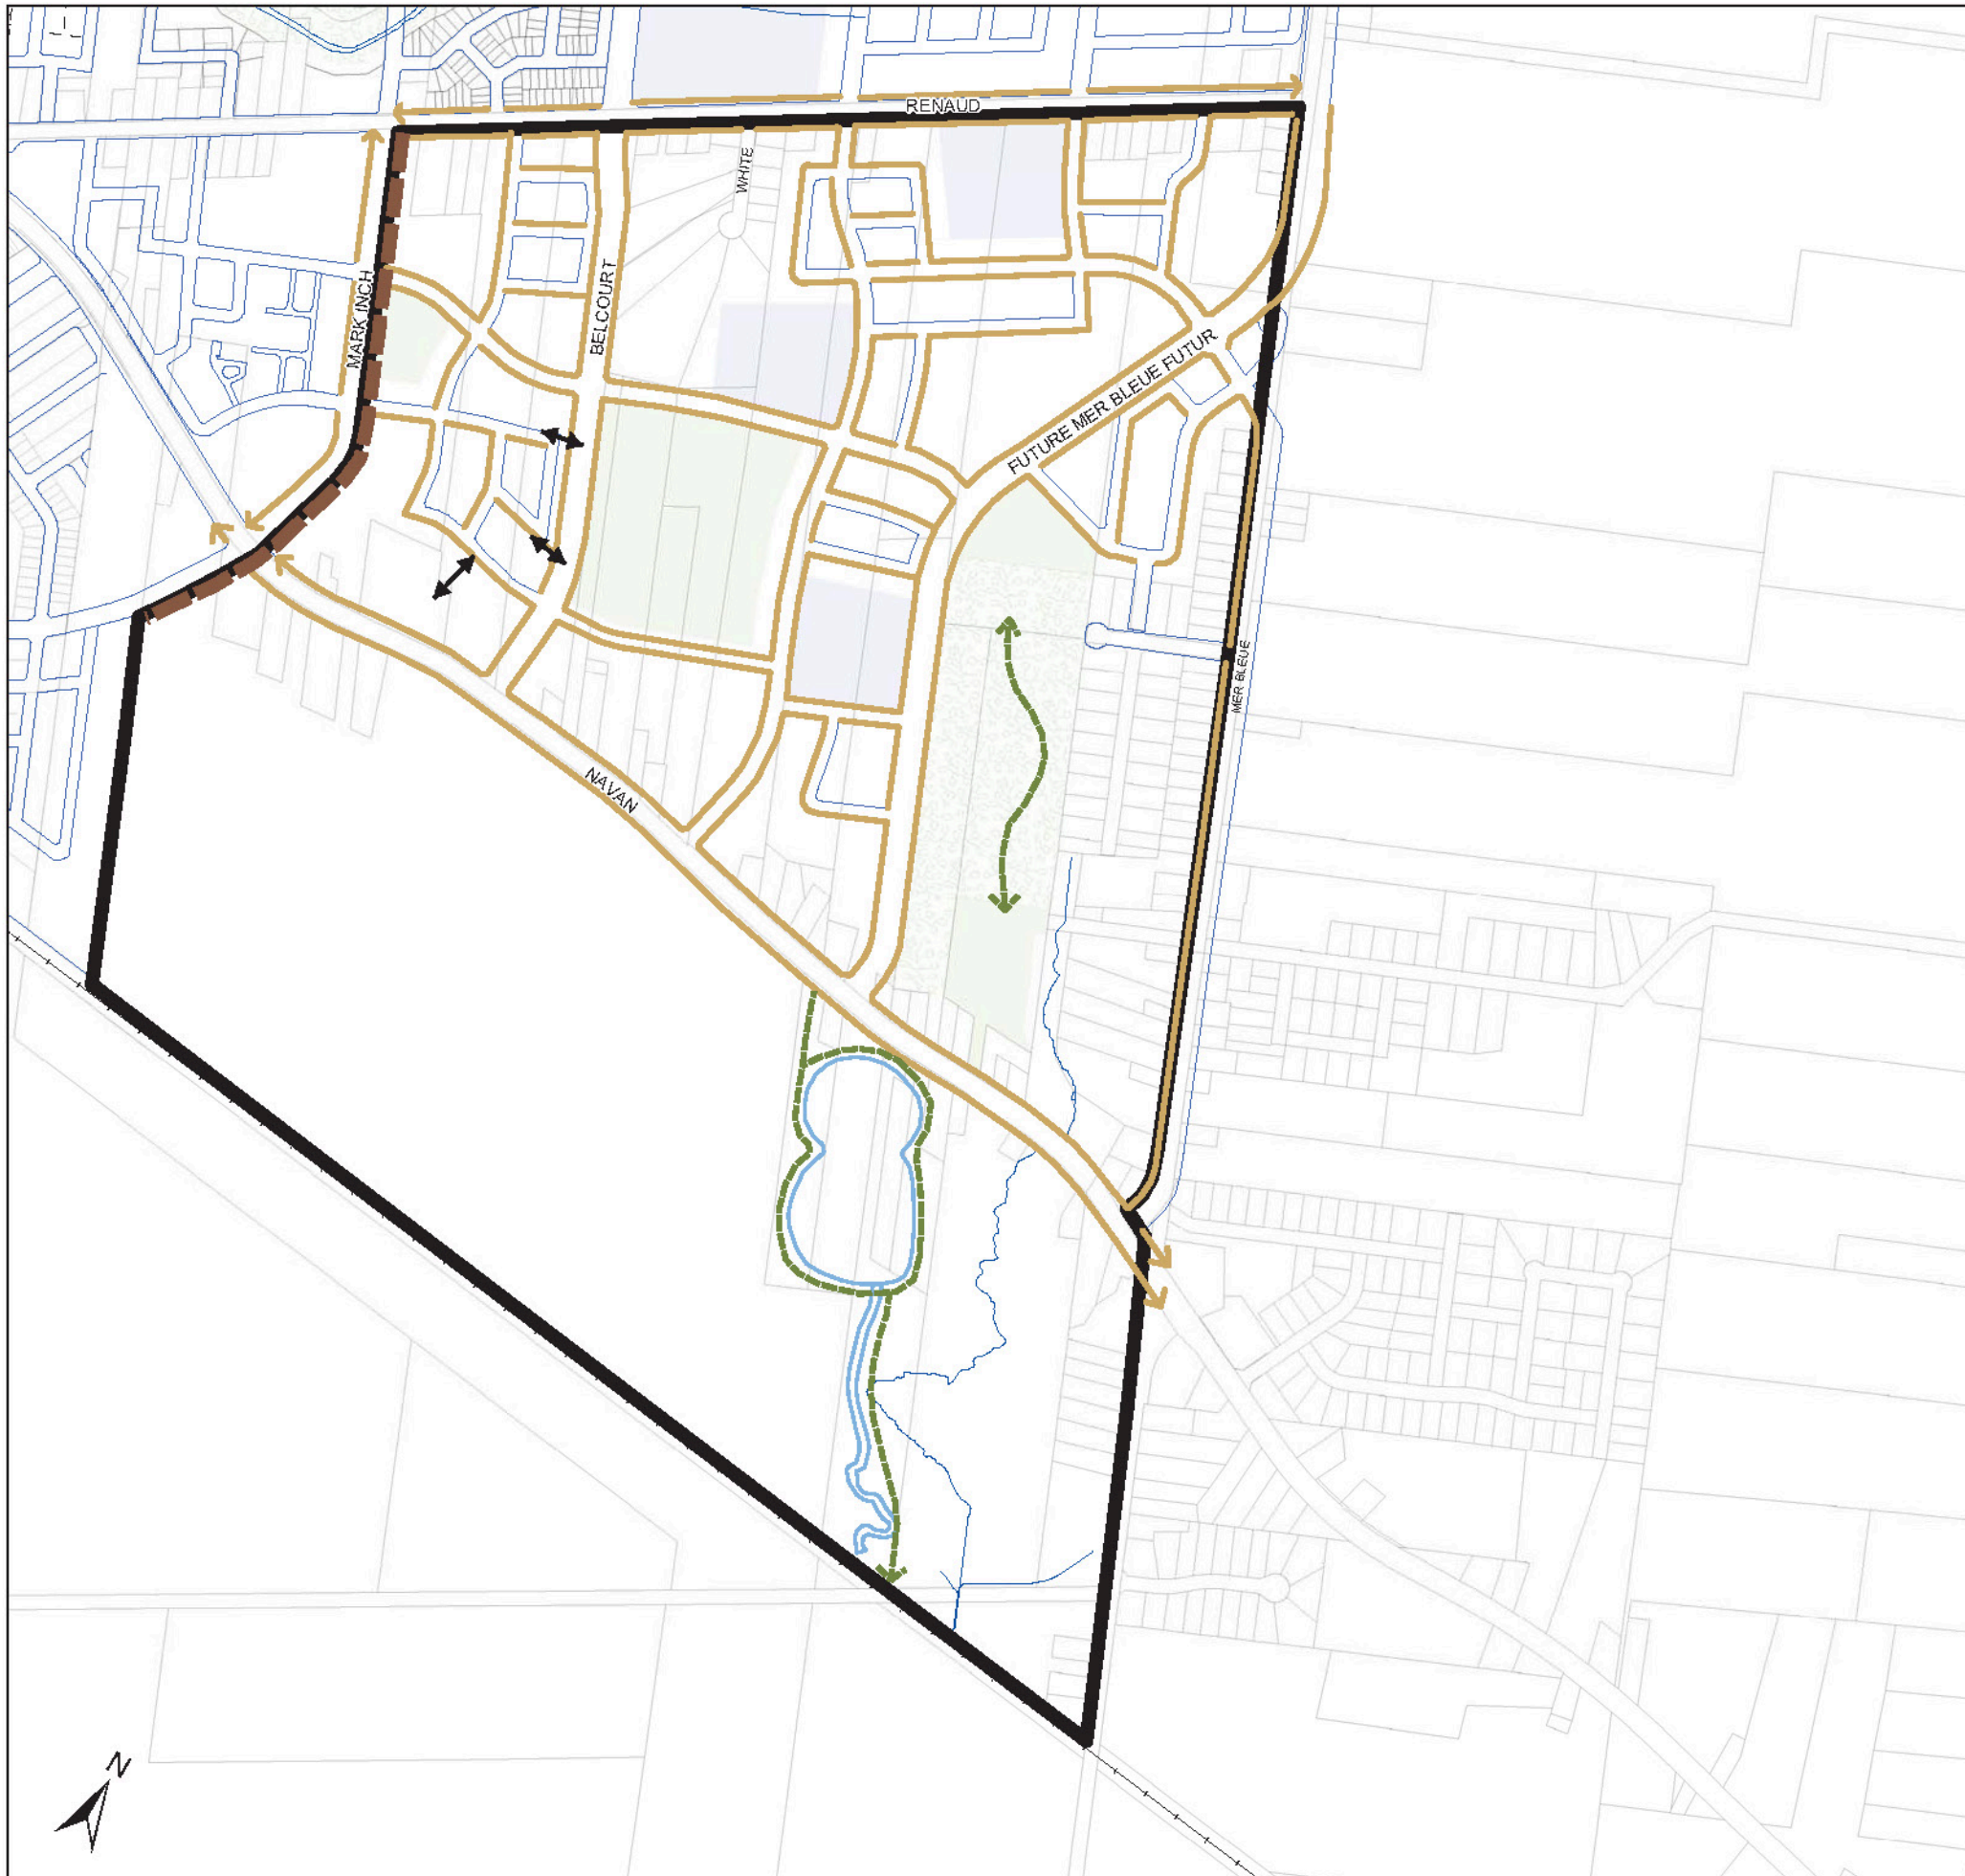 RENAUD
WHITE
MARK INCH
BELCOURT
FUTURE MER BLEUE FUTUR
MER BLEUE
NAVAN
N